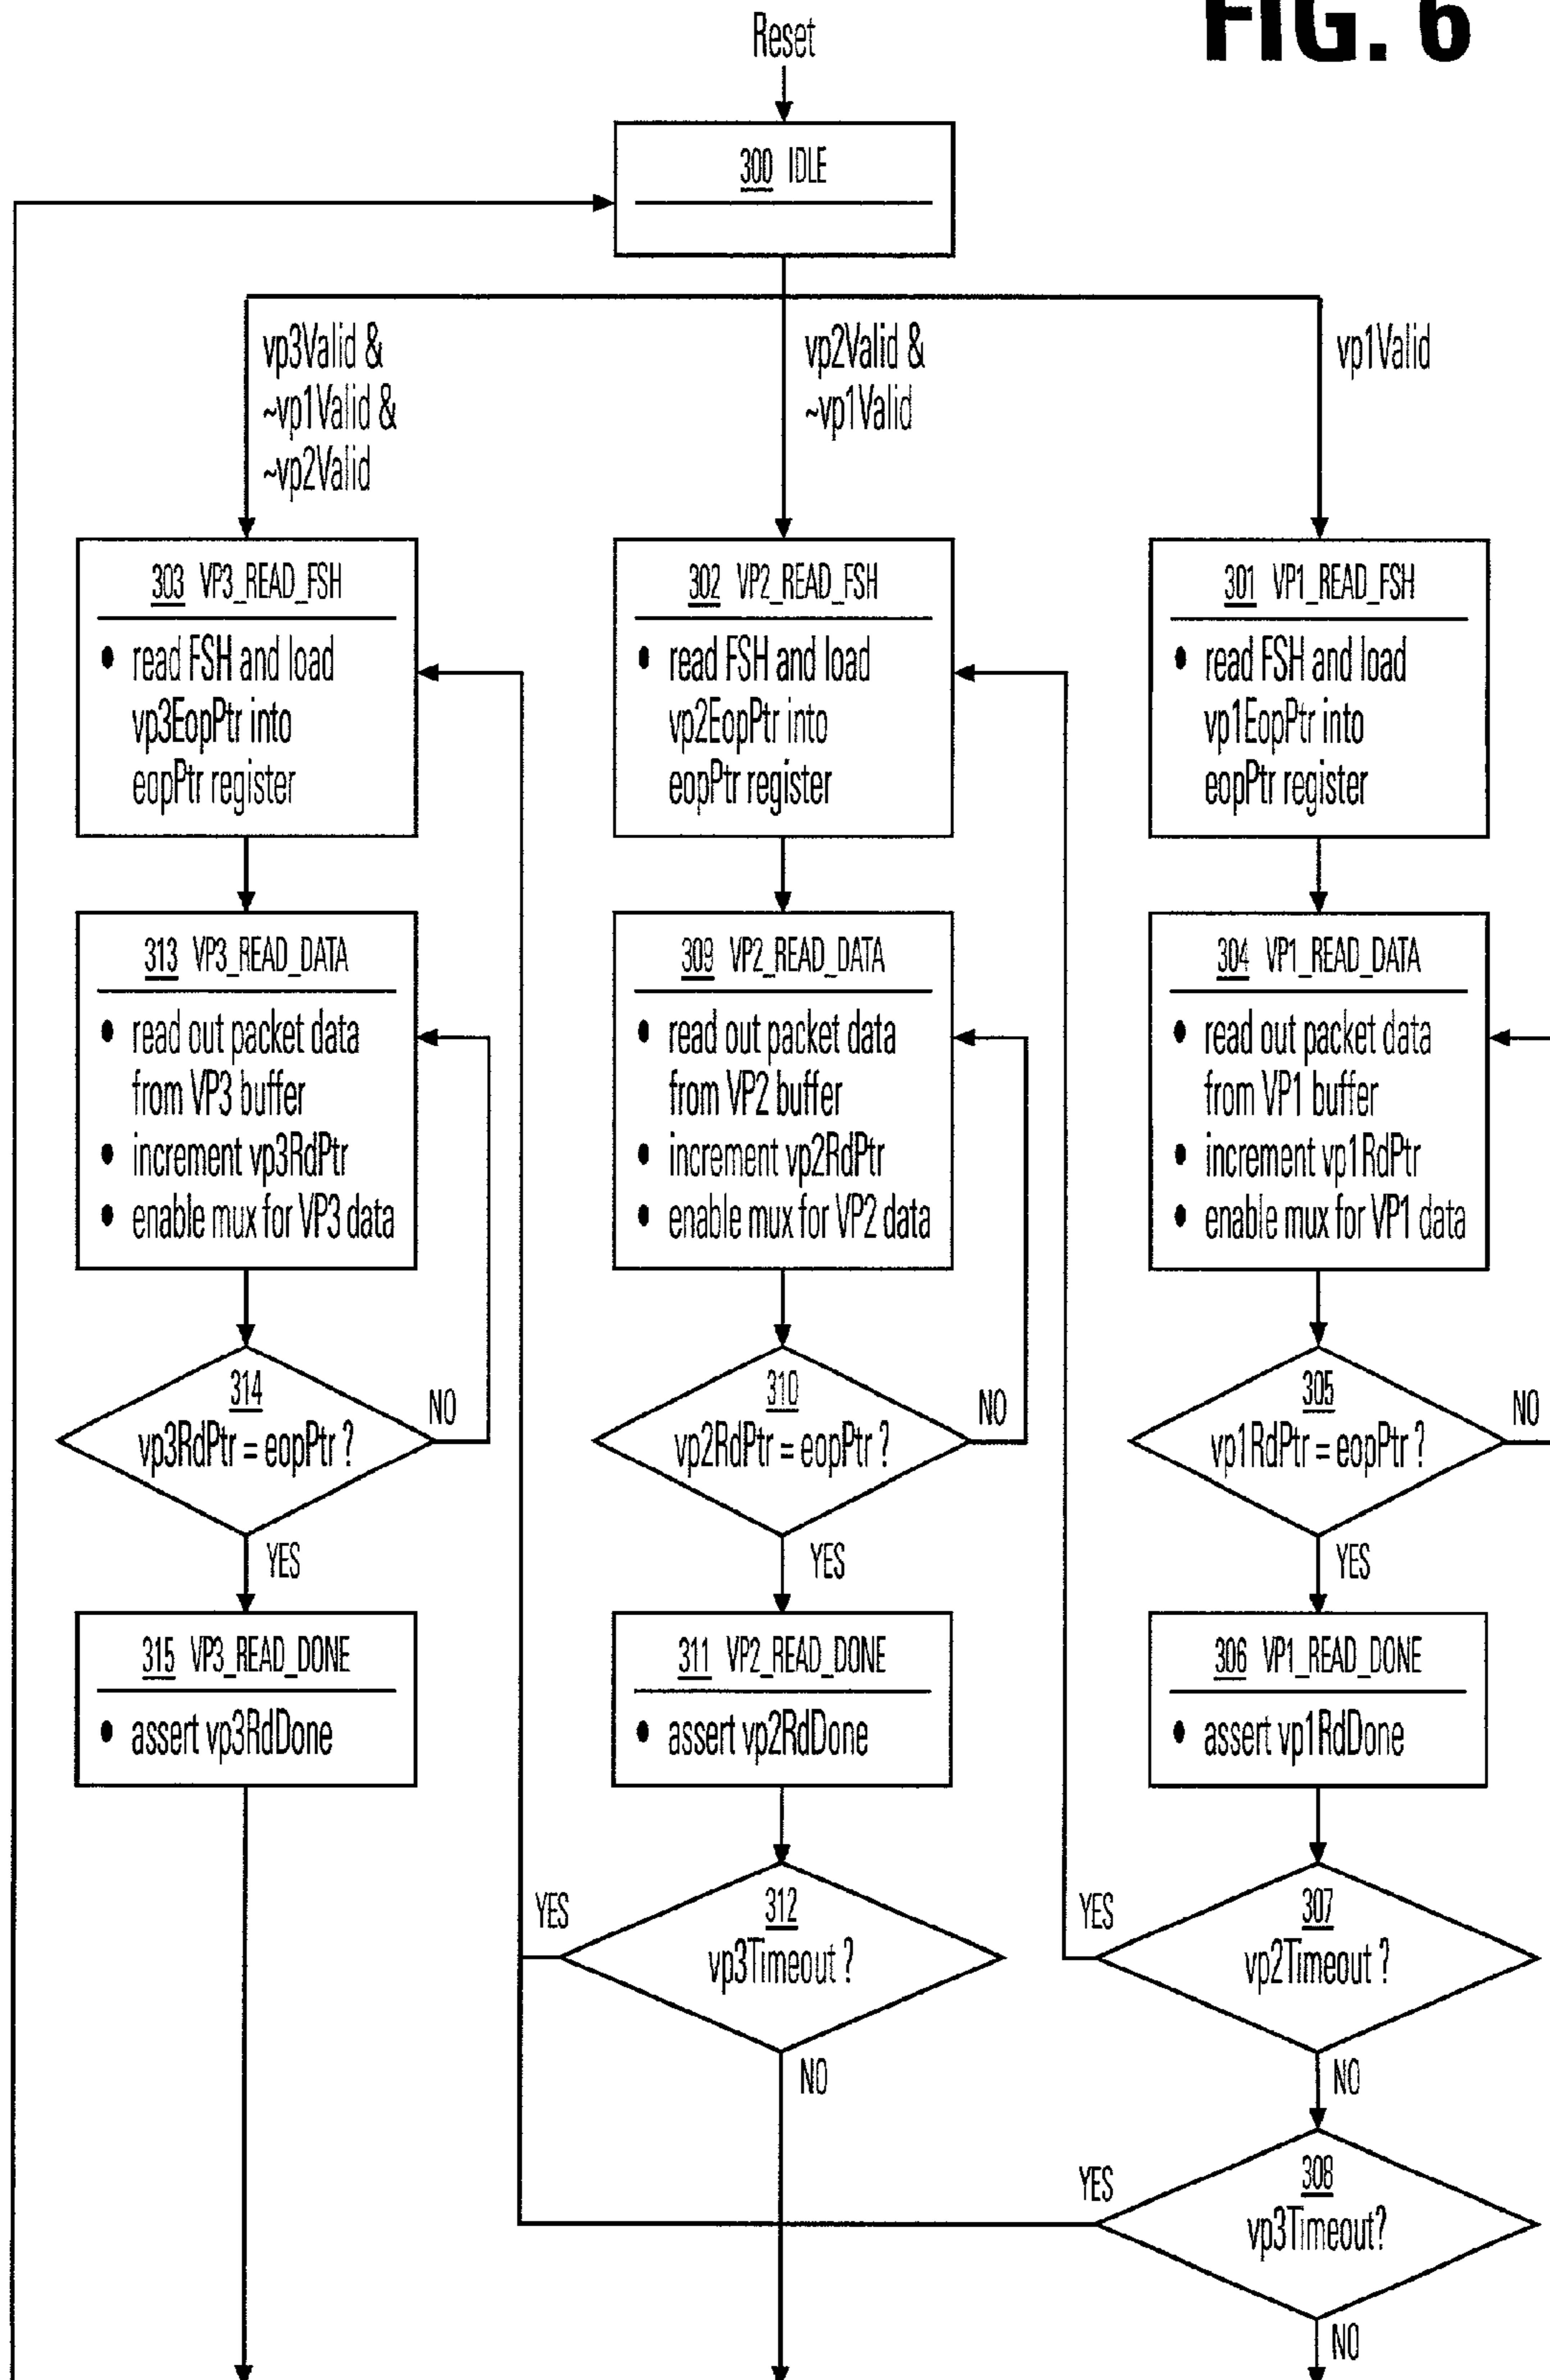 FIG. 6
Reset
300 IDLE
vp3Valid &
~vp1Valid &
~vp2Valid
vp2Valid &
~vp1Valid
vp1Valid
303 VP3_READ_FSH
• read FSH and load
vp3EopPtr into
eopPtr register
302 VP2_READ_FSH
• read FSH and load
vp2EopPtr into
eopPtr register
301 VP1_READ_FSH
• read FSH and load
vp1EopPtr into
eopPtr register
313 VP3_READ_DATA
• read out packet data
from VP3 buffer
• increment vp3RdPtr
• enable mux for VP3 data
309 VP2_READ_DATA
• read out packet data
from VP2 buffer
• increment vp2RdPtr
• enable mux for VP2 data
304 VP1_READ_DATA
• read out packet data
from VP1 buffer
• increment vp1RdPtr
• enable mux for VP1 data
314
vp3RdPtr = eopPtr ?
NO
YES
310
vp2RdPtr = eopPtr ?
NO
YES
305
vp1RdPtr = eopPtr ?
NO
YES
315 VP3_READ_DONE
• assert vp3RdDone
311 VP2_READ_DONE
• assert vp2RdDone
306 VP1_READ_DONE
• assert vp1RdDone
YES
312
vp3Timeout ?
NO
YES
307
vp2Timeout ?
NO
YES
308
vp3Timeout?
NO